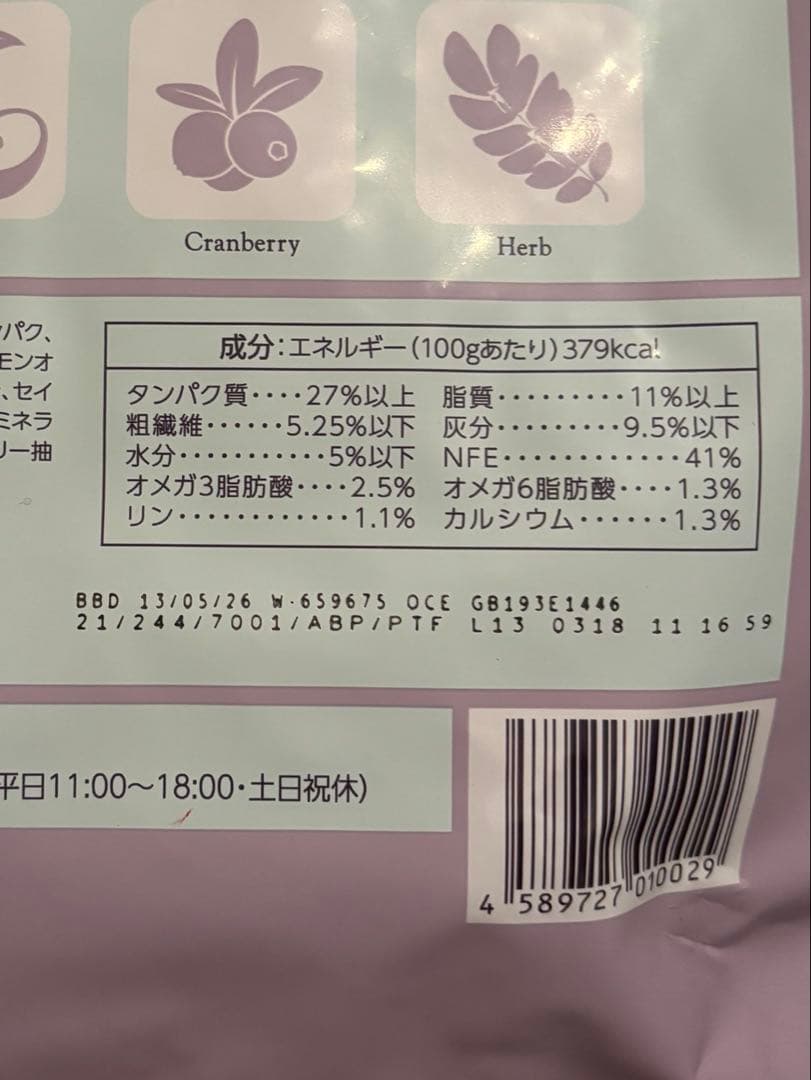 Cranberry
Herb
パク、
モンオ
、セイ
ミネラ
リー抽
成分:エネルギー(100gあたり)379kcal
タンパク質････27%以上 脂質･････････11%以上
粗繊維･･････5.25%以下 灰分･････････9.5%以下
水分･･･････････5%以下 NFE････････････41%
オメガ3脂肪酸････2.5% オメガ6脂肪酸････1.3%
リン････････････1.1% カルシウム･･････1.3%
BBD 13/05/26 W-659675 OCE GB193E1446
21/244/7001/ABP/PTF L13 0318 11 16 59
平日11:00～18:00･土日祝休)
4 589727 010029